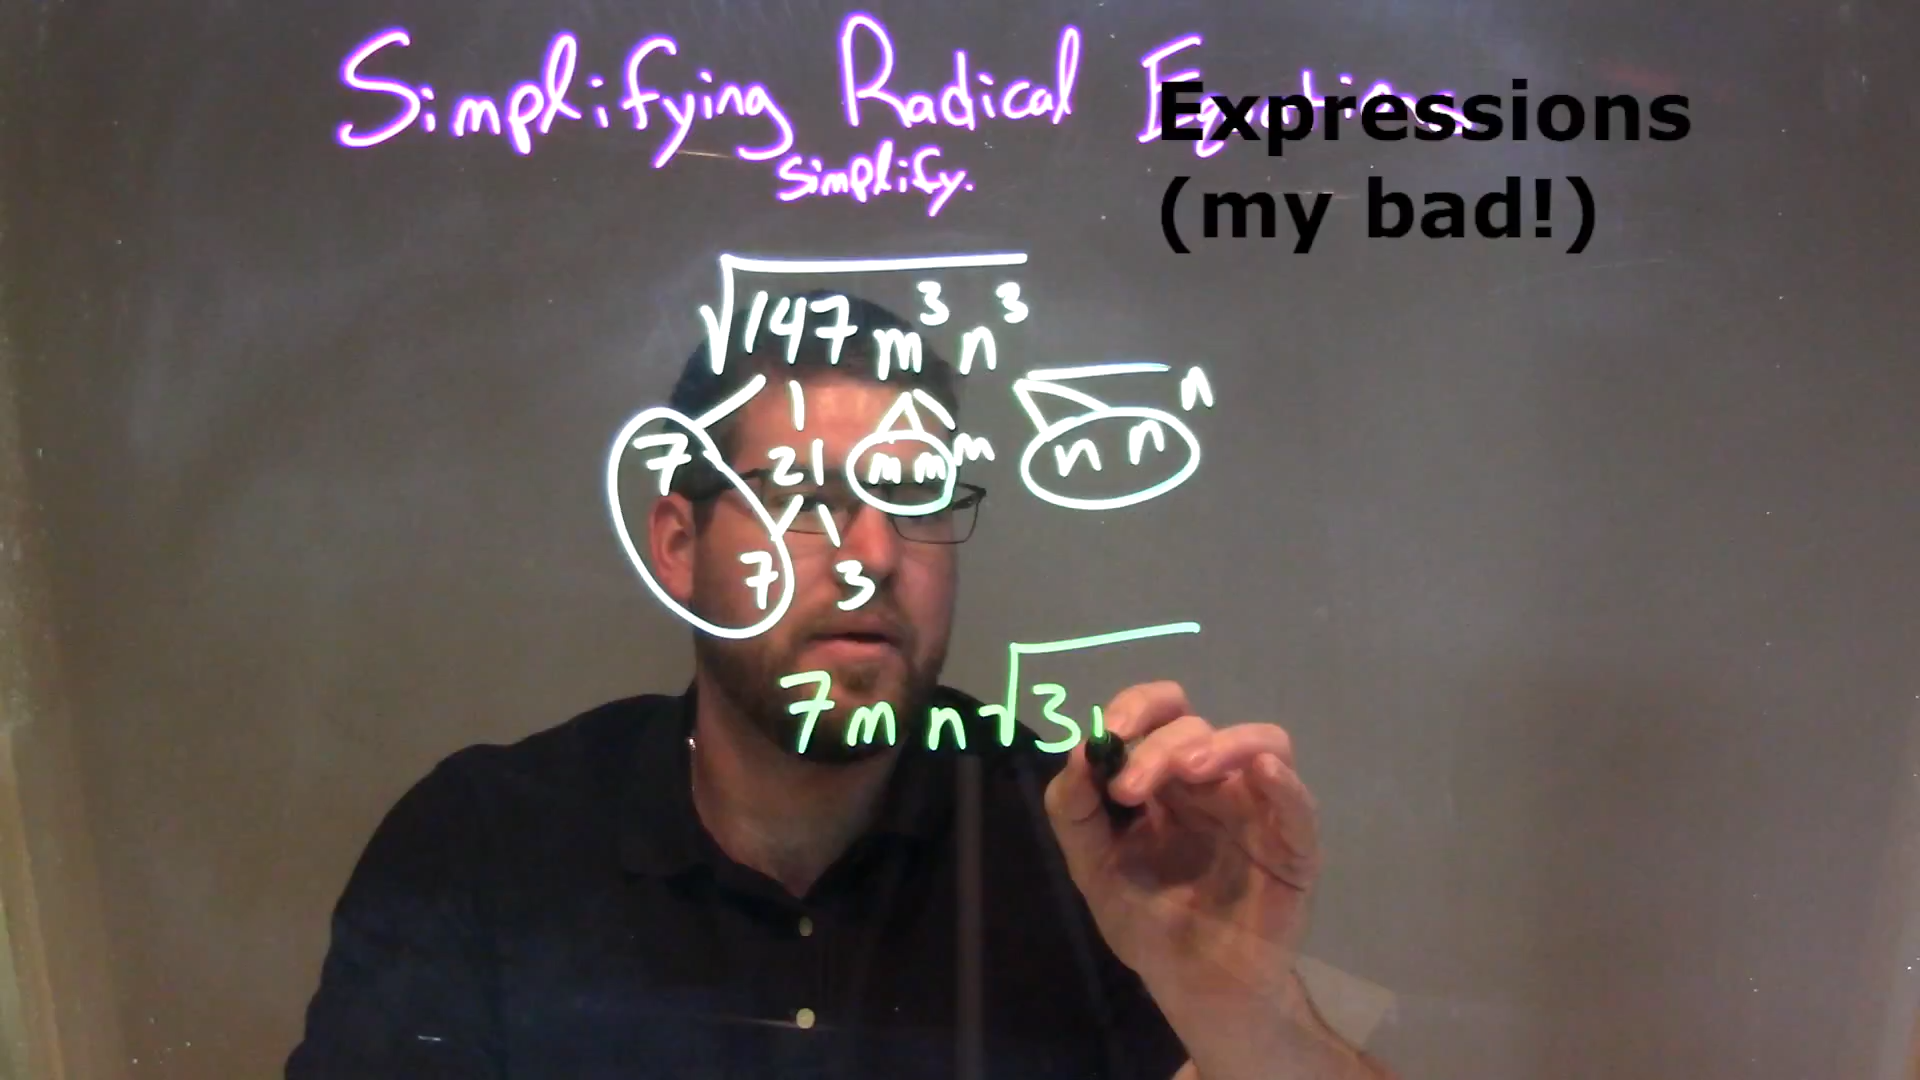 Simplifying Radical Equations
Expressions
(my bad!)
simplify.
√147 m³ n³
1 n
7 21 m m m n n
1
7 3
7 m n √3